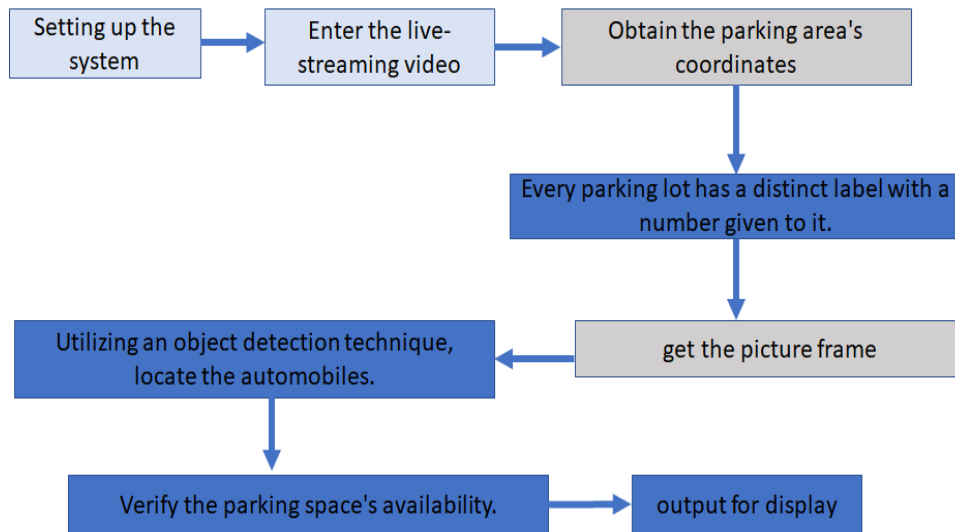 Setting up the
system
Enter the live-
streaming video
Obtain the parking area's
coordinates
Every parking lot has a distinct label with a
number given to it.
get the picture frame
Utilizing an object detection technique,
locate the automobiles.
Verify the parking space's availability.
output for display